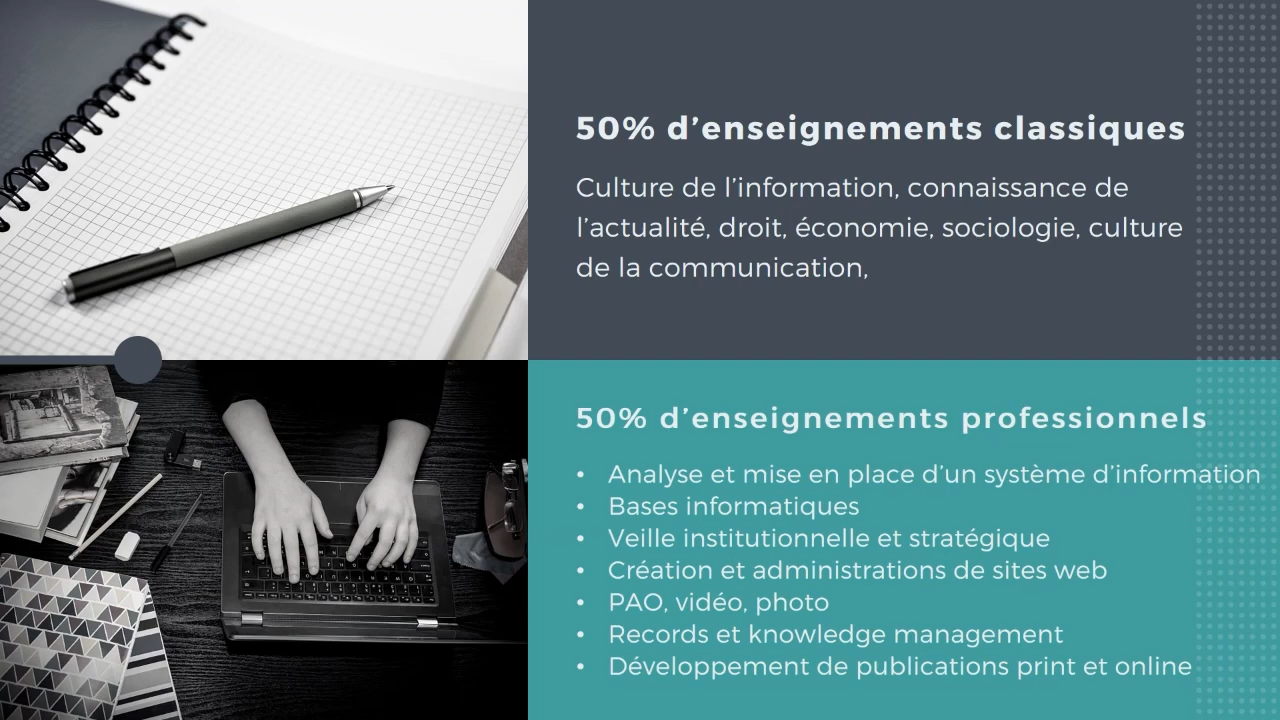 50% d’enseignements classiques
Culture de l’information, connaissance de
l’actualité, droit, économie, sociologie, culture
de la communication,
50% d’enseignements professionnels
• Analyse et mise en place d’un système d’information
• Bases informatiques
• Veille institutionnelle et stratégique
• Création et administrations de sites web
• PAO, vidéo, photo
• Records et knowledge management
• Développement de publications print et online